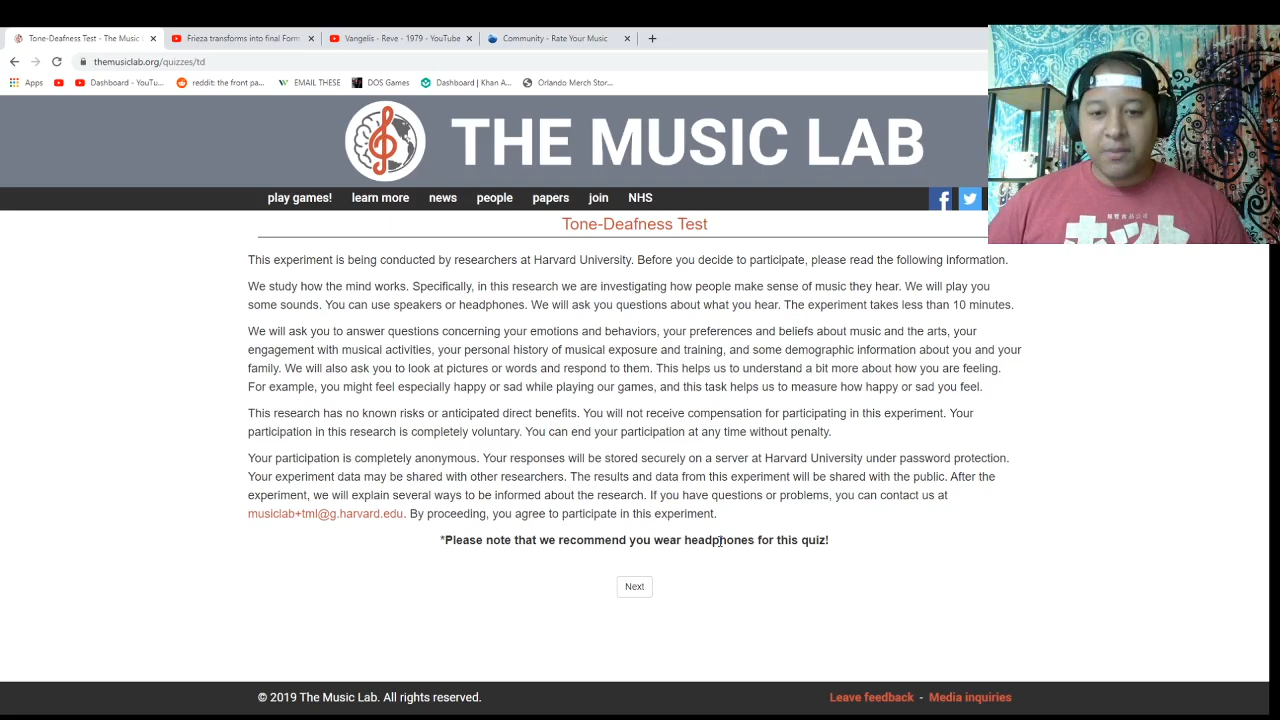 Tone-Deafness Test - The Music
Frieza transforms into final Form
Vangelis - Reve - 1979 - YouTube
Community - Rate Your Music
themusiclab.org/quizzes/td
Apps
Dashboard - YouTu...
reddit: the front pa...
EMAIL THESE
DOS Games
Dashboard | Khan A...
Orlando Merch Stor...
THE MUSIC LAB
play games! learn more news people papers join NHS
Tone-Deafness Test
This experiment is being conducted by researchers at Harvard University. Before you decide to participate, please read the following information.
We study how the mind works. Specifically, in this research we are investigating how people make sense of music they hear. We will play you
some sounds. You can use speakers or headphones. We will ask you questions about what you hear. The experiment takes less than 10 minutes.
We will ask you to answer questions concerning your emotions and behaviors, your preferences and beliefs about music and the arts, your
engagement with musical activities, your personal history of musical exposure and training, and some demographic information about you and your
family. We will also ask you to look at pictures or words and respond to them. This helps us to understand a bit more about how you are feeling.
For example, you might feel especially happy or sad while playing our games, and this task helps us to measure how happy or sad you feel.
This research has no known risks or anticipated direct benefits. You will not receive compensation for participating in this experiment. Your
participation in this research is completely voluntary. You can end your participation at any time without penalty.
Your participation is completely anonymous. Your responses will be stored securely on a server at Harvard University under password protection.
Your experiment data may be shared with other researchers. The results and data from this experiment will be shared with the public. After the
experiment, we will explain several ways to be informed about the research. If you have questions or problems, you can contact us at
musiclab+tml@g.harvard.edu. By proceeding, you agree to participate in this experiment.
*Please note that we recommend you wear headphones for this quiz!
Next
© 2019 The Music Lab. All rights reserved.
Leave feedback - Media inquiries